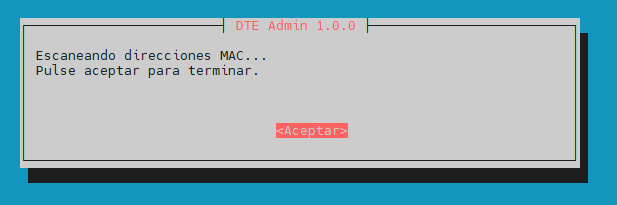 DTE Admin 1.0.0
Escaneando direcciones MAC...
Pulse aceptar para terminar.
<Aceptar>